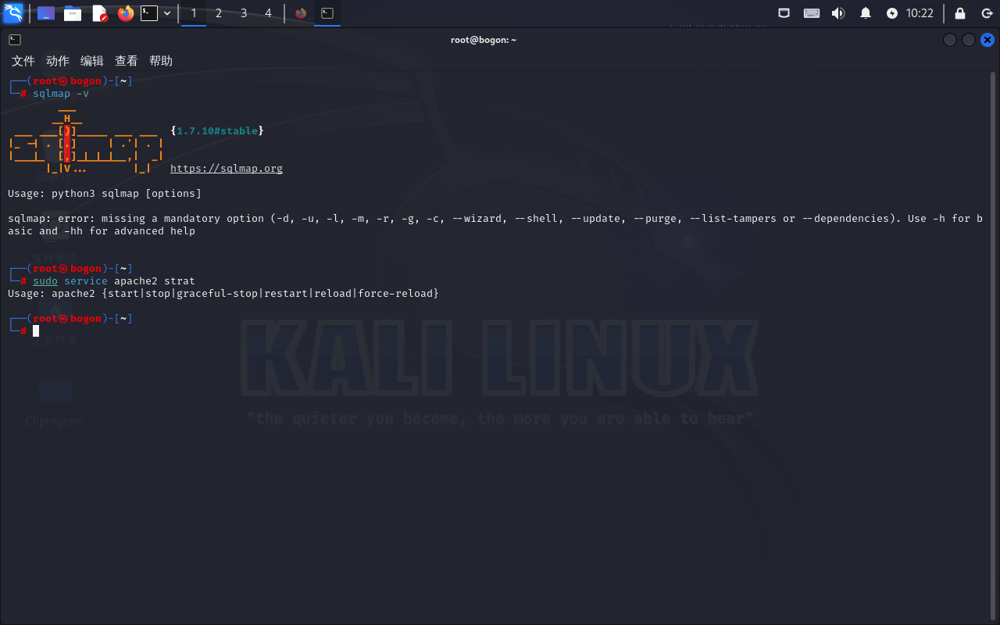 1 2 3 4 10:22
root@bogon: ~
文件 动作 编辑 查看 帮助
┌──(root㉿bogon)-[~]
└─# sqlmap -v
        ___
       __H__
 ___ ___[)]_____ ___ ___  {1.7.10#stable}
|_ -| . [.]     | .'| . |
|___|_  [,]_|_|_|__,|  _|
      |_|V...       |_|   https://sqlmap.org
Usage: python3 sqlmap [options]
sqlmap: error: missing a mandatory option (-d, -u, -l, -m, -r, -g, -c, --wizard, --shell, --update, --purge, --list-tampers or --dependencies). Use -h for b
asic and -hh for advanced help
┌──(root㉿bogon)-[~]
└─# sudo service apache2 strat
Usage: apache2 {start|stop|graceful-stop|restart|reload|force-reload}
┌──(root㉿bogon)-[~]
└─#
回收站
文件系统
主文件夹
CPprogram
KALI LINUX
"the quieter you become, the more you are able to hear"